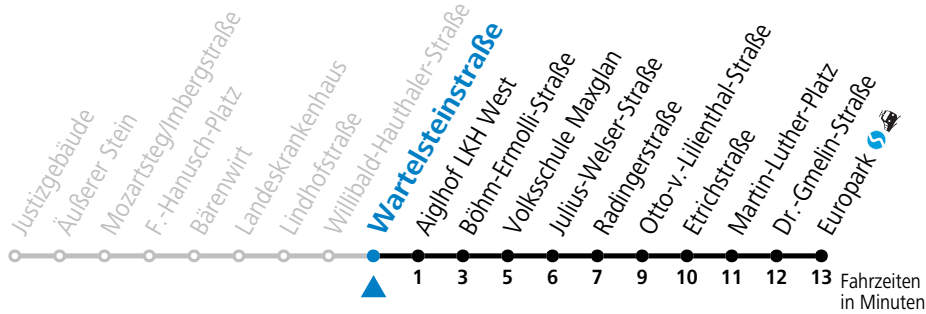 Justizgebäude
Äußerer Stein
Mozartsteg/Imbergstraße
F.-Hanusch-Platz
Bärenwirt
Landeskrankenhaus
Lindhofstraße
Willibald-Hauthaler-Straße
Wartelsteinstraße
Aiglhof LKH West
Böhm-Ermolli-Straße
Volksschule Maxglan
Julius-Welser-Straße
Radingerstraße
Otto-v.-Lilienthal-Straße
Etrichstraße
Martin-Luther-Platz
Dr.-Gmelin-Straße
Europark
1 3 5 6 7 9 10 11 12 13
Fahrzeiten
in Minuten